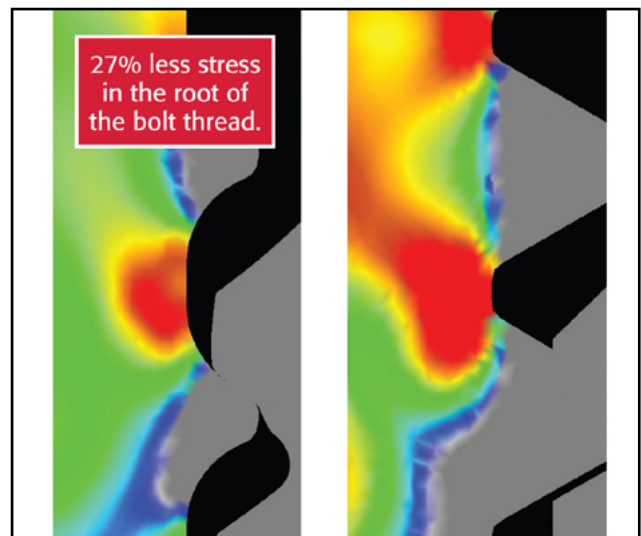 27% less stress
in the root of
the bolt thread.